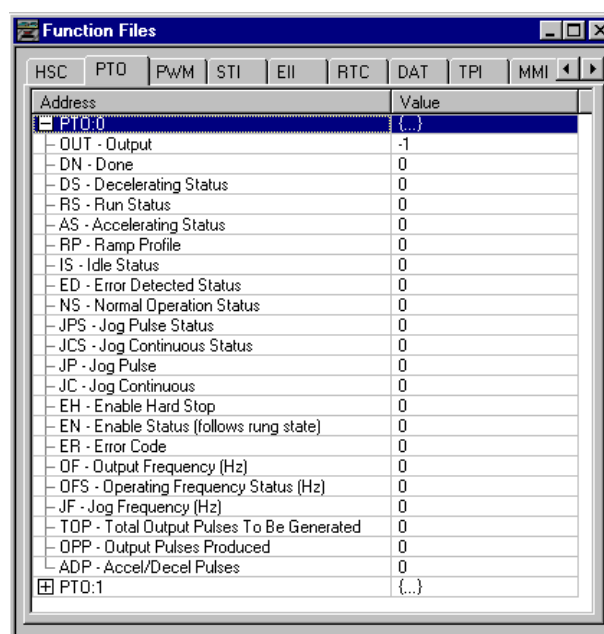 Function Files
HSC PTO PWM STI EII RTC DAT TPI MMI
Address Value
PTO:0 {...}
OUT - Output -1
DN - Done 0
DS - Decelerating Status 0
RS - Run Status 0
AS - Accelerating Status 0
RP - Ramp Profile 0
IS - Idle Status 0
ED - Error Detected Status 0
NS - Normal Operation Status 0
JPS - Jog Pulse Status 0
JCS - Jog Continuous Status 0
JP - Jog Pulse 0
JC - Jog Continuous 0
EH - Enable Hard Stop 0
EN - Enable Status (follows rung state) 0
ER - Error Code 0
OF - Output Frequency (Hz) 0
OFS - Operating Frequency Status (Hz) 0
JF - Jog Frequency (Hz) 0
TOP - Total Output Pulses To Be Generated 0
OPP - Output Pulses Produced 0
ADP - Accel/Decel Pulses 0
PTO:1 {...}